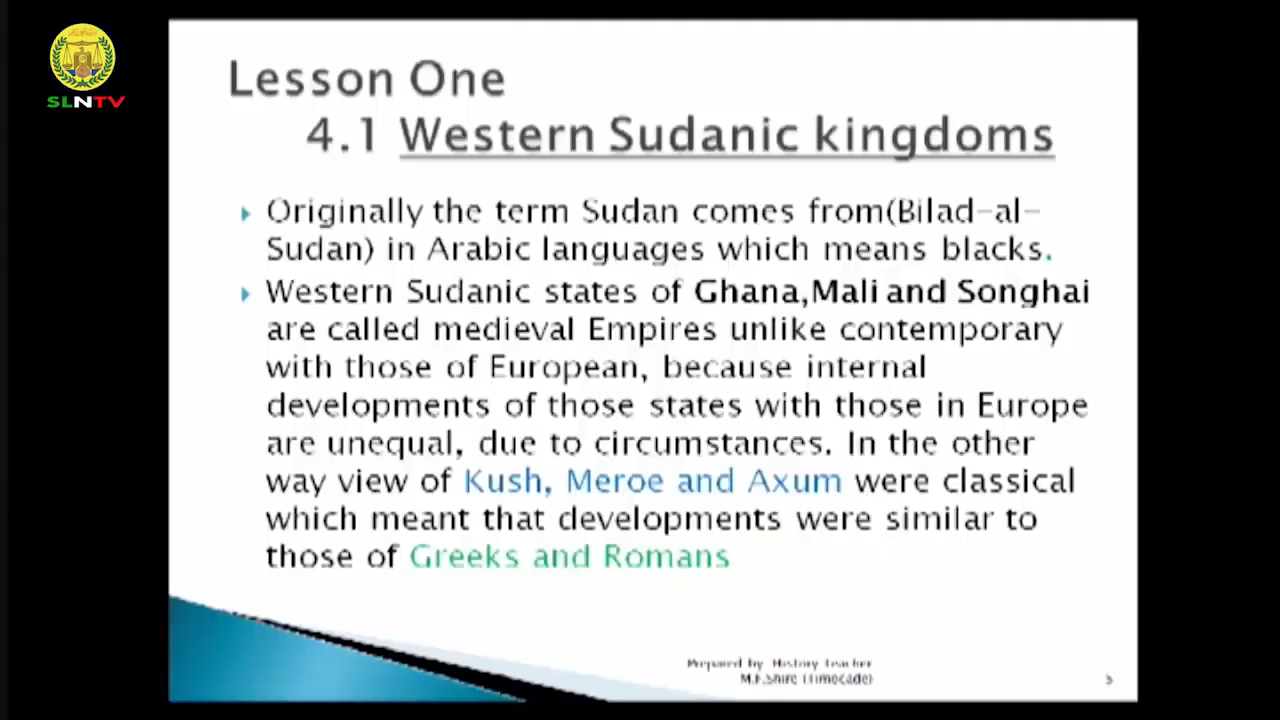 SLNTV
Lesson One
4.1 Western Sudanic kingdoms
Originally the term Sudan comes from(Bilad-al-
Sudan) in Arabic languages which means blacks.
Western Sudanic states of Ghana,Mali and Songhai
are called medieval Empires unlike contemporary
with those of European, because internal
developments of those states with those in Europe
are unequal, due to circumstances. In the other
way view of Kush, Meroe and Axum were classical
which meant that developments were similar to
those of Greeks and Romans
Prepared by History Teacher
M.F.Shire (Timocade)
5